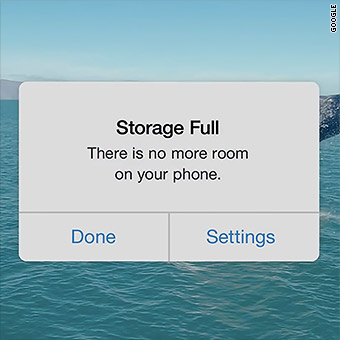 GOOGLE
Storage Full
There is no more room
on your phone.
Done
Settings